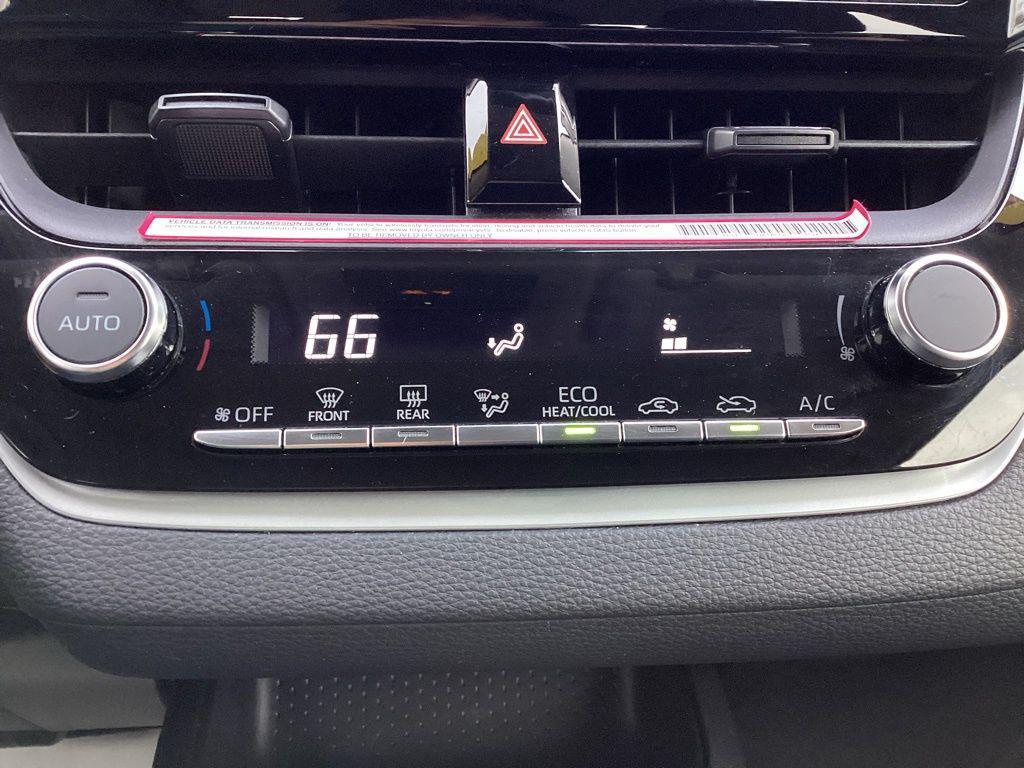 VEHICLE DATA TRANSMISSION IS ON!
TO BE REMOVED BY OWNER ONLY
AUTO
66
OFF
FRONT
REAR
ECO
HEAT/COOL
A/C